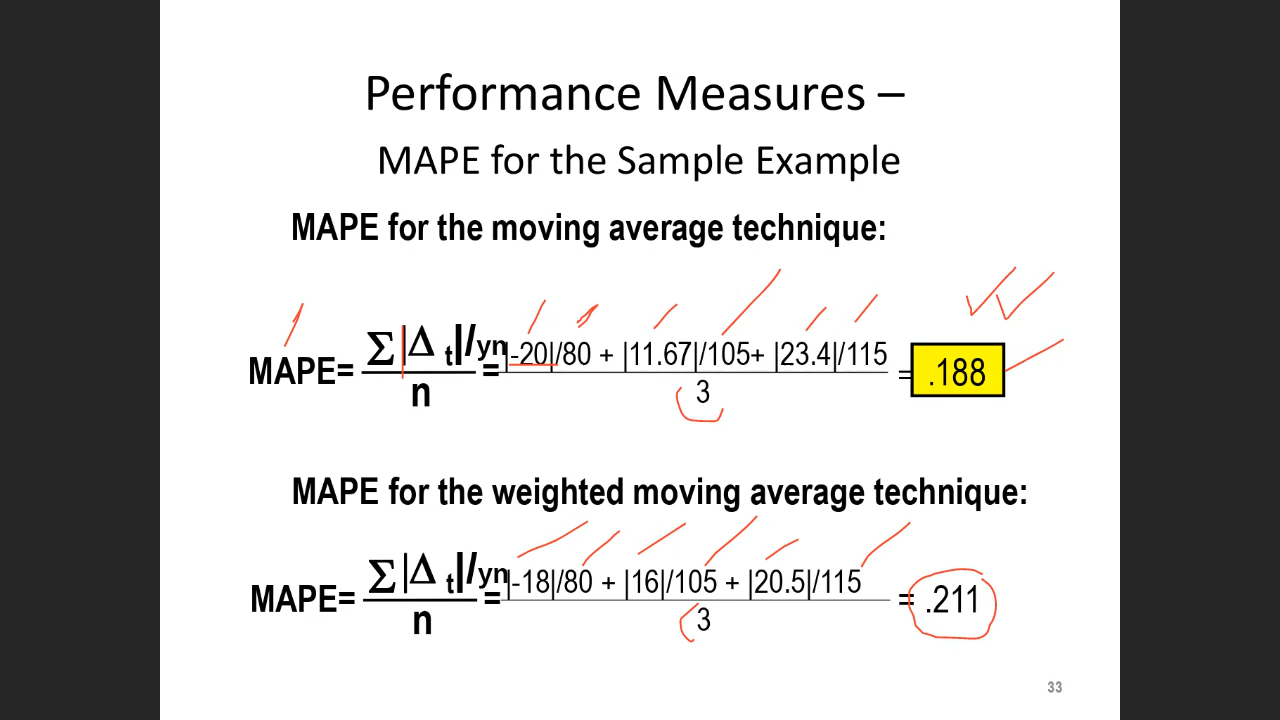 Performance Measures –
MAPE for the Sample Example
MAPE for the moving average technique:
MAPE= Σ |Δ t|/yn / n = |-20|/80 + |11.67|/105+ |23.4|/115 / 3 = .188
MAPE for the weighted moving average technique:
MAPE= Σ |Δ t|/yn / n = |-18|/80 + |16|/105 + |20.5|/115 / 3 = .211
33